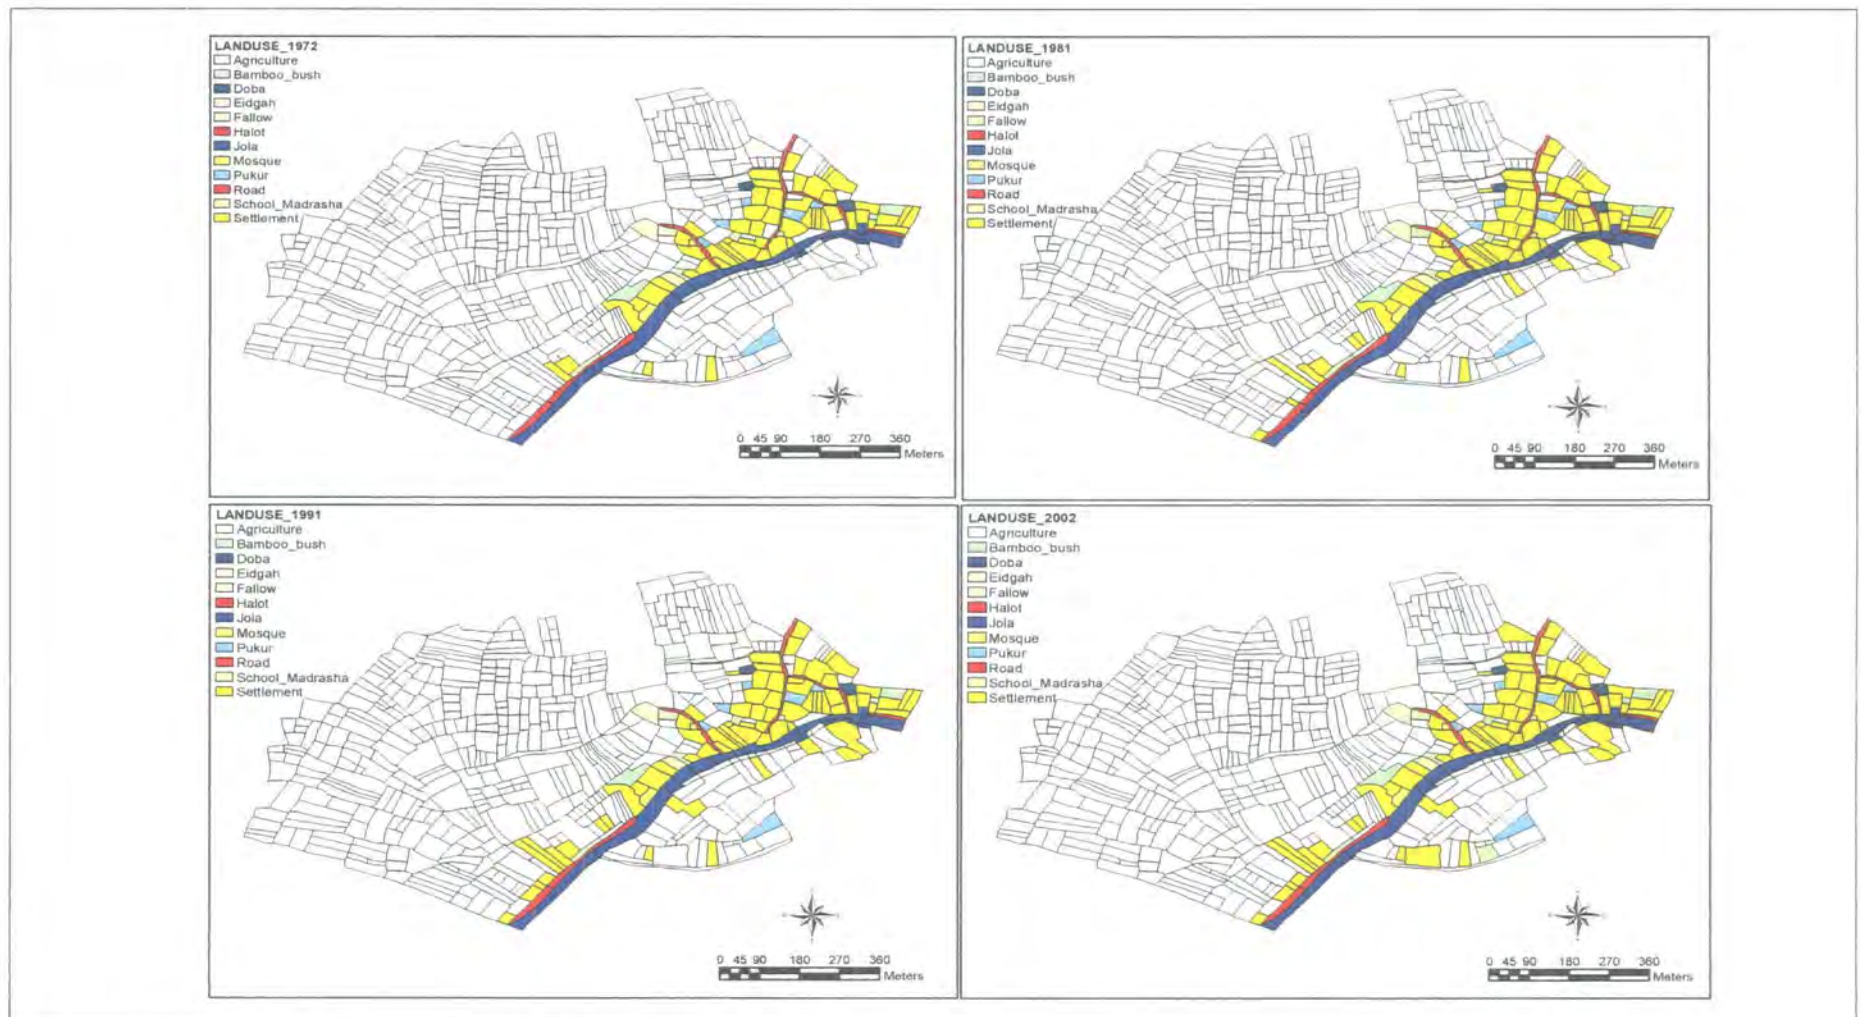 LANDUSE_1972
Agriculture
Bamboo_bush
Doba
Eidgah
Fallow
Halot
Jola
Mosque
Pukur
Road
School_Madrasha
Settlement
0 45 90 180 270 360
Meters
LANDUSE_1981
Agriculture
Bamboo_bush
Doba
Eidgah
Fallow
Halot
Jola
Mosque
Pukur
Road
School_Madrasha
Settlement
0 45 90 180 270 360
Meters
LANDUSE_1991
Agriculture
Bamboo_bush
Doba
Eidgah
Fallow
Halot
Jola
Mosque
Pukur
Road
School_Madrasha
Settlement
0 45 90 180 270 360
Meters
LANDUSE_2002
Agriculture
Bamboo_bush
Doba
Eidgah
Fallow
Halot
Jola
Mosque
Pukur
Road
School_Madrasha
Settlement
0 45 90 180 270 360
Meters